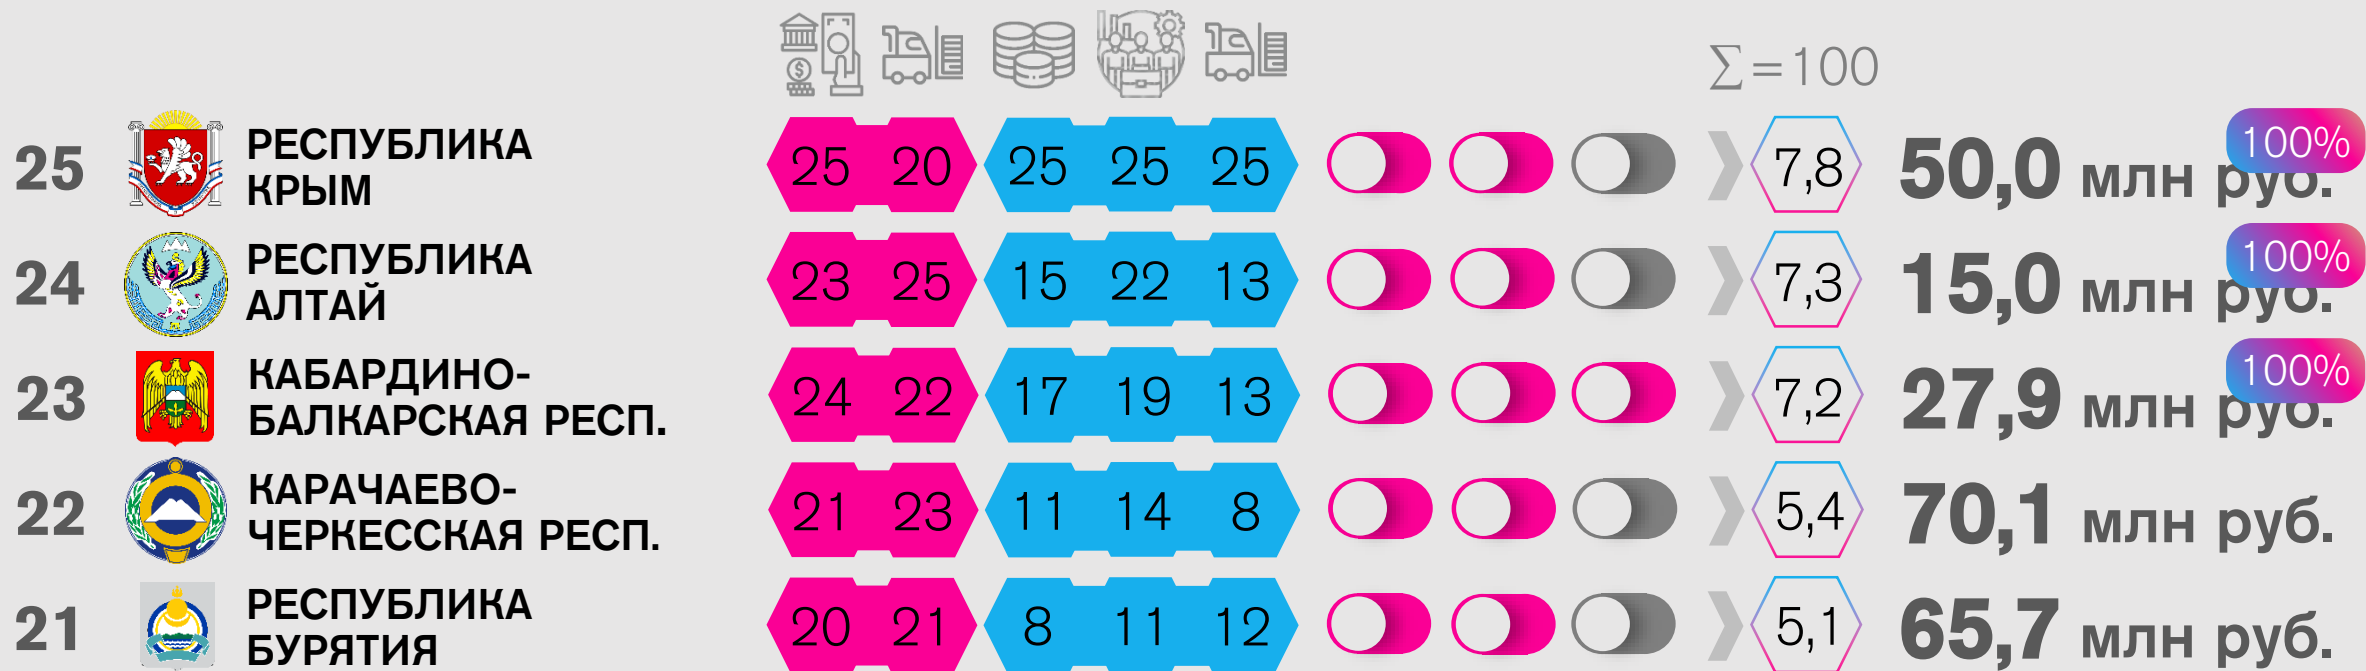 ∑=100
25 РЕСПУБЛИКА КРЫМ 25 20 25 25 25 7,8 50,0 млн руб. 100%
24 РЕСПУБЛИКА АЛТАЙ 23 25 15 22 13 7,3 15,0 млн руб. 100%
23 КАБАРДИНО-БАЛКАРСКАЯ РЕСП. 24 22 17 19 13 7,2 27,9 млн руб. 100%
22 КАРАЧАЕВО-ЧЕРКЕССКАЯ РЕСП. 21 23 11 14 8 5,4 70,1 млн руб.
21 РЕСПУБЛИКА БУРЯТИЯ 20 21 8 11 12 5,1 65,7 млн руб.